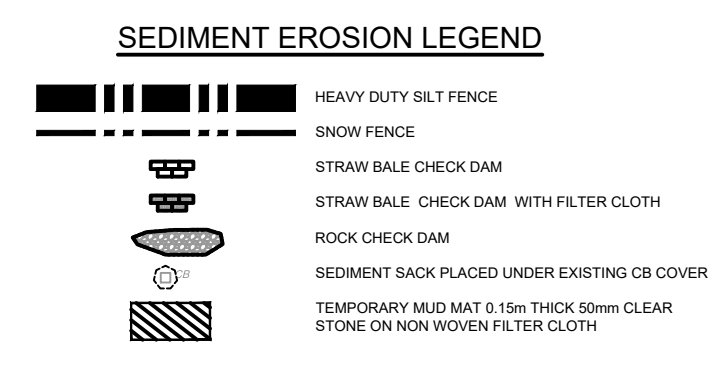 SEDIMENT EROSION LEGEND
HEAVY DUTY SILT FENCE
SNOW FENCE
STRAW BALE CHECK DAM
STRAW BALE CHECK DAM WITH FILTER CLOTH
ROCK CHECK DAM
CB SEDIMENT SACK PLACED UNDER EXISTING CB COVER
TEMPORARY MUD MAT 0.15m THICK 50mm CLEAR
STONE ON NON WOVEN FILTER CLOTH